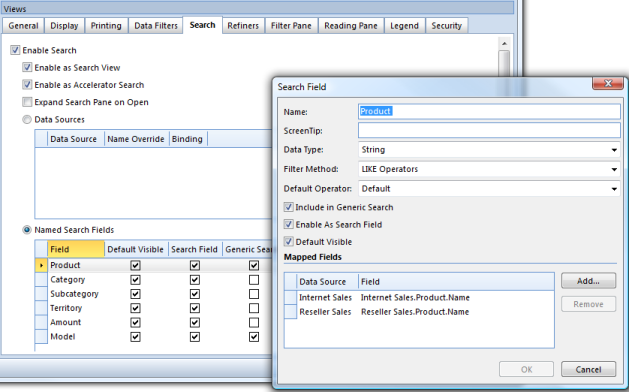 Views
General Display Printing Data Filters Search Refiners Filter Pane Reading Pane Legend Security
Enable Search
Enable as Search View
Enable as Accelerator Search
Expand Search Pane on Open
Data Sources
Data Source Name Override Binding
Named Search Fields
Field Default Visible Search Field Generic Sear
Product
Category
Subcategory
Territory
Amount
Model
Search Field
Name: Product
ScreenTip:
Data Type: String
Filter Method: LIKE Operators
Default Operator: Default
Include in Generic Search
Enable As Search Field
Default Visible
Mapped Fields
Data Source Field
Internet Sales Internet Sales.Product.Name
Reseller Sales Reseller Sales.Product.Name
Add...
Remove
OK Cancel